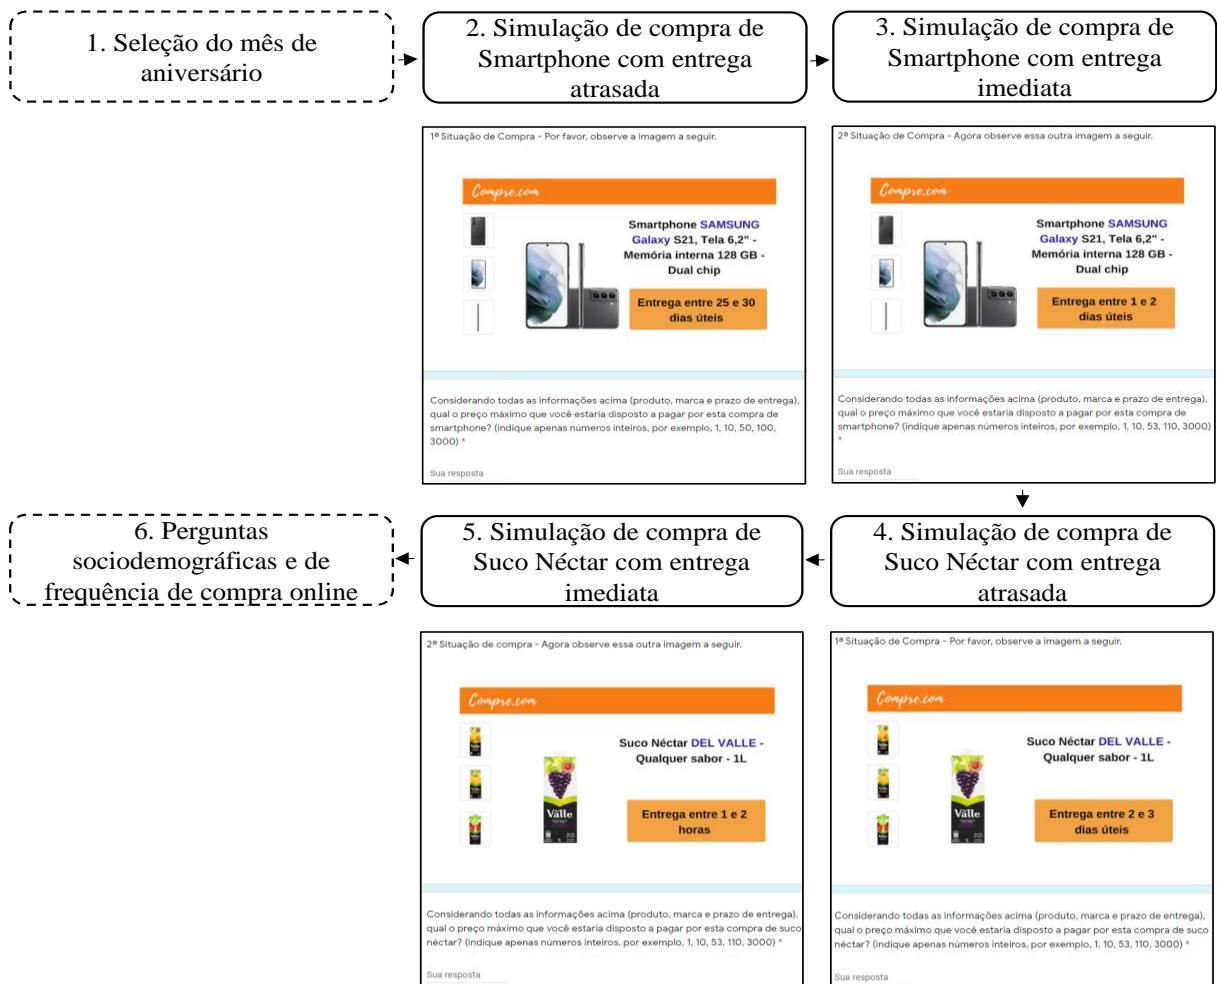 1. Seleção do mês de
aniversário
2. Simulação de compra de
Smartphone com entrega
atrasada
3. Simulação de compra de
Smartphone com entrega
imediata
1ª Situação de Compra - Por favor, observe a imagem a seguir.
Compre.com
Smartphone SAMSUNG
Galaxy S21, Tela 6,2" -
Memória interna 128 GB -
Dual chip
Entrega entre 25 e 30
dias úteis
Considerando todas as informações acima (produto, marca e prazo de entrega),
qual o preço máximo que você estaria disposto a pagar por esta compra de
smartphone? (indique apenas números inteiros, por exemplo, 1, 10, 50, 100,
3000) *
Sua resposta
2ª Situação de Compra - Agora observe essa outra imagem a seguir.
Compre.com
Smartphone SAMSUNG
Galaxy S21, Tela 6,2" -
Memória interna 128 GB -
Dual chip
Entrega entre 1 e 2
dias úteis
Considerando todas as informações acima (produto, marca e prazo de entrega),
qual o preço máximo que você estaria disposto a pagar por esta compra de
smartphone? (indique apenas números inteiros, por exemplo, 1, 10, 53, 110, 3000)
*
Sua resposta
4. Simulação de compra de
Suco Néctar com entrega
atrasada
5. Simulação de compra de
Suco Néctar com entrega
imediata
6. Perguntas
sociodemográficas e de
frequência de compra online
1ª Situação de Compra - Por favor, observe a imagem a seguir.
Compre.com
Suco Néctar DEL VALLE -
Qualquer sabor - 1L
Valle
Entrega entre 2 e 3
dias úteis
Considerando todas as informações acima (produto, marca e prazo de entrega),
qual o preço máximo que você estaria disposto a pagar por esta compra de suco
néctar? (indique apenas números inteiros, por exemplo, 1, 10, 53, 110, 3000) *
Sua resposta
2ª Situação de compra - Agora observe essa outra imagem a seguir.
Compre.com
Suco Néctar DEL VALLE -
Qualquer sabor - 1L
Valle
Entrega entre 1 e 2
horas
Considerando todas as informações acima (produto, marca e prazo de entrega),
qual o preço máximo que você estaria disposto a pagar por esta compra de suco
néctar? (indique apenas números inteiros, por exemplo, 1, 10, 53, 110, 3000) *
Sua resposta